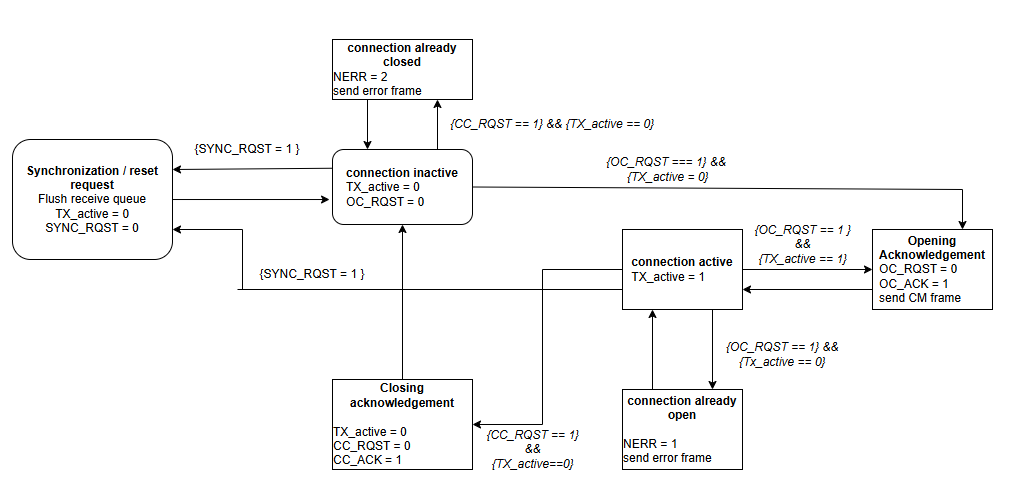 connection already
closed
NERR = 2
send error frame
{CC_RQST == 1} && {TX_active == 0}
{SYNC_RQST = 1 }
Synchronization / reset
request
Flush receive queue
TX_active = 0
SYNC_RQST = 0
connection inactive
TX_active = 0
OC_RQST = 0
{OC_RQST === 1} &&
{TX_active = 0}
{OC_RQST == 1 }
&&
{TX_active == 1}
Opening
Acknowledgement
OC_RQST = 0
OC_ACK = 1
send CM frame
connection active
TX_active = 1
{SYNC_RQST = 1 }
{OC_RQST == 1} &&
{Tx_active == 0}
Closing
acknowledgement
TX_active = 0
CC_RQST = 0
CC_ACK = 1
{CC_RQST == 1}
&&
{TX_active==0}
connection already
open
NERR = 1
send error frame